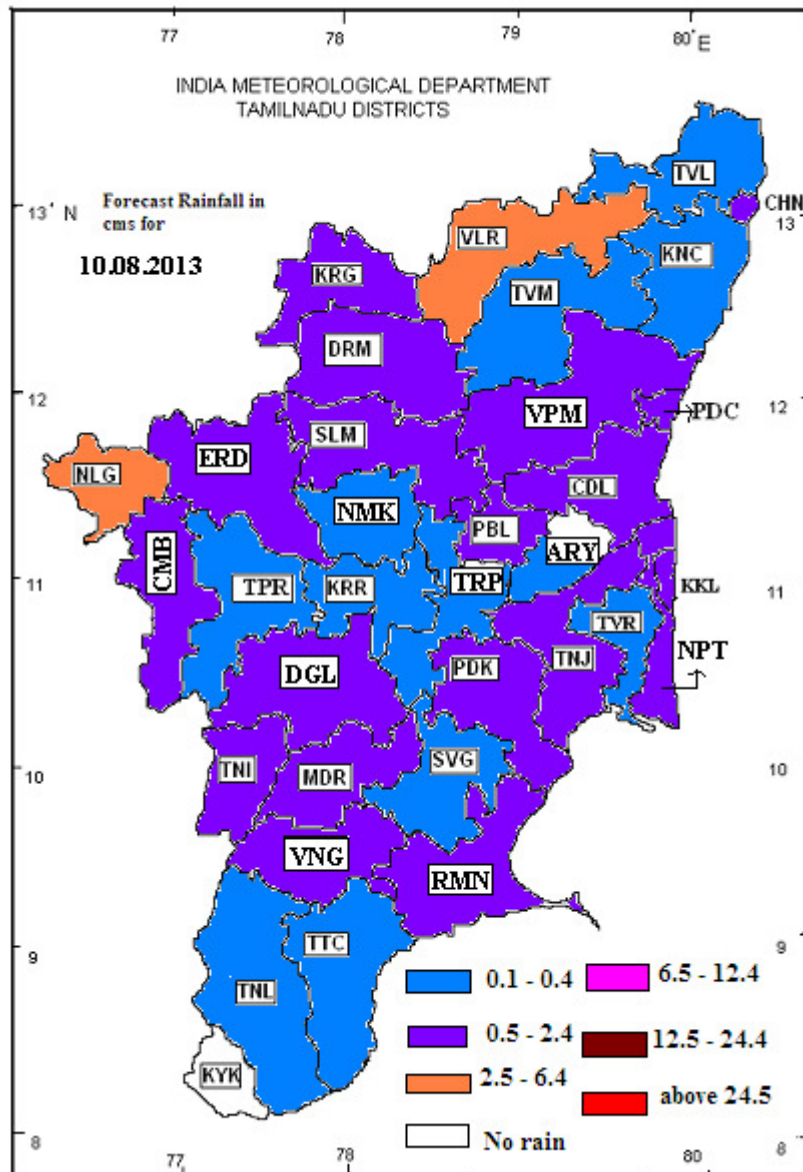 77 78 79 80° E
INDIA METEOROLOGICAL DEPARTMENT
TAMILNADU DISTRICTS
TVL
13° N
Forecast Rainfall in
cms for
CHN
13
VLR
KNC
10.08.2013
KRG
TVM
DRM
12
12
VPM
PDC
SLM
ERD
NLG
CDL
NMK
PBL
ARY
CMB
11
TPR
KRR
TRP
KKL
11
TVR
DGL
PDK
TNJ
NPT
10
TNI
MDR
SVG
10
VNG
RMN
9
TTC
9
TNL
0.1 - 0.4
6.5 - 12.4
0.5 - 2.4
12.5 - 24.4
KYK
2.5 - 6.4
above 24.5
No rain
8
8
77 78 80